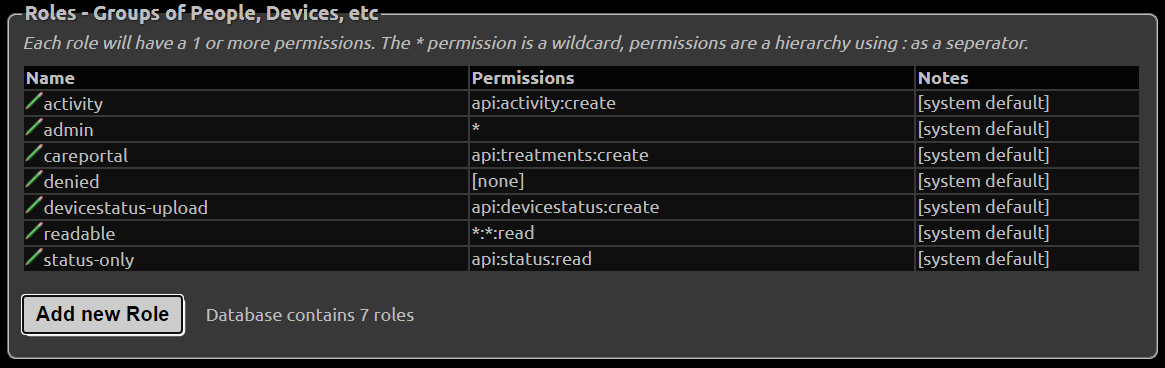 Roles - Groups of People, Devices, etc
Each role will have a 1 or more permissions. The * permission is a wildcard, permissions are a hierarchy using : as a seperator.
Name Permissions Notes
activity api:activity:create [system default]
admin * [system default]
careportal api:treatments:create [system default]
denied [none] [system default]
devicestatus-upload api:devicestatus:create [system default]
readable *:*:read [system default]
status-only api:status:read [system default]
Add new Role Database contains 7 roles